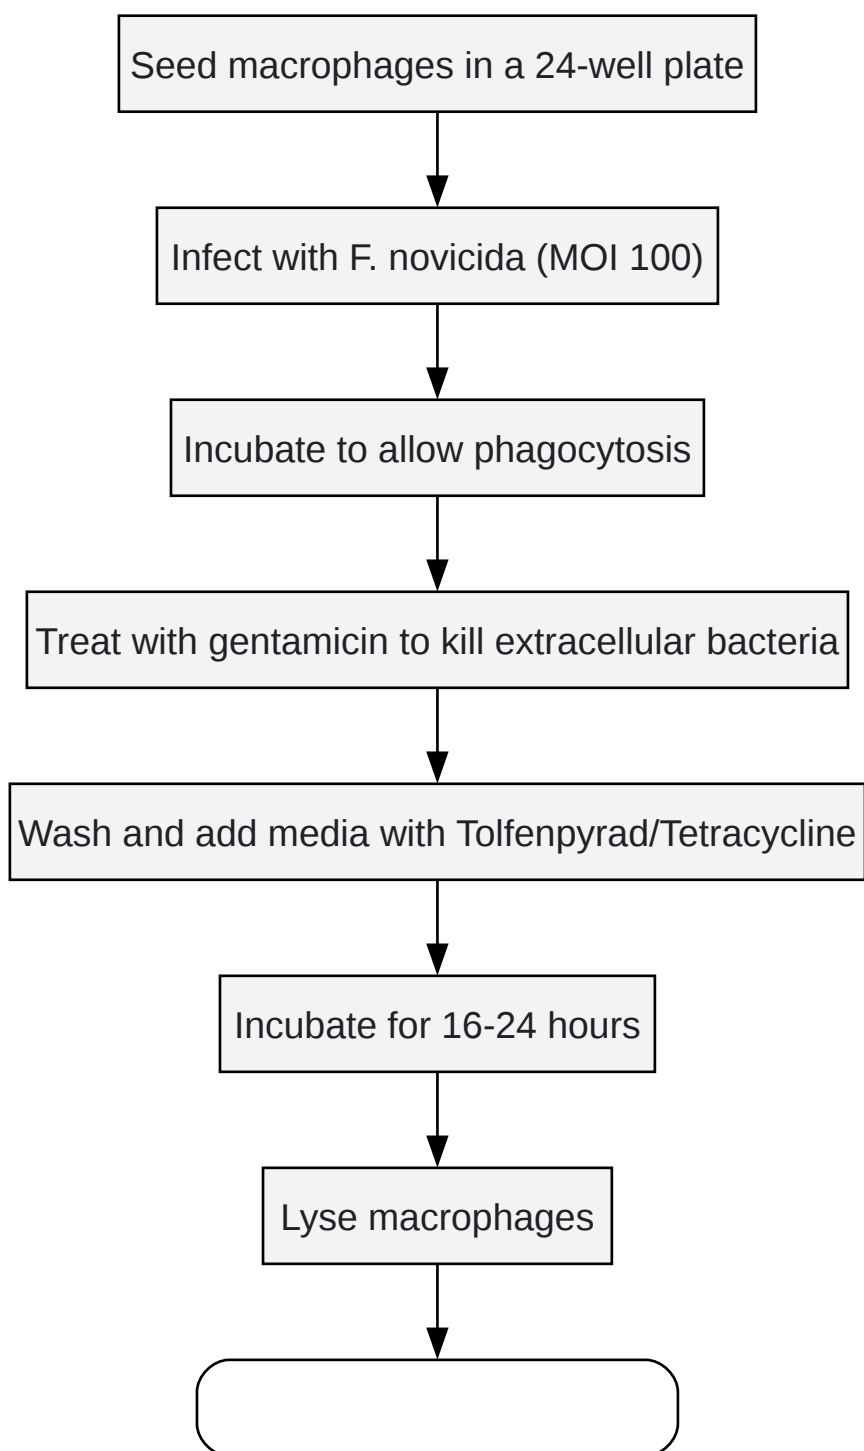 Seed macrophages in a 24-well plate
Infect with F. novicida (MOI 100)
Incubate to allow phagocytosis
Treat with gentamicin to kill extracellular bacteria
Wash and add media with Tolfenpyrad/Tetracycline
Incubate for 16-24 hours
Lyse macrophages